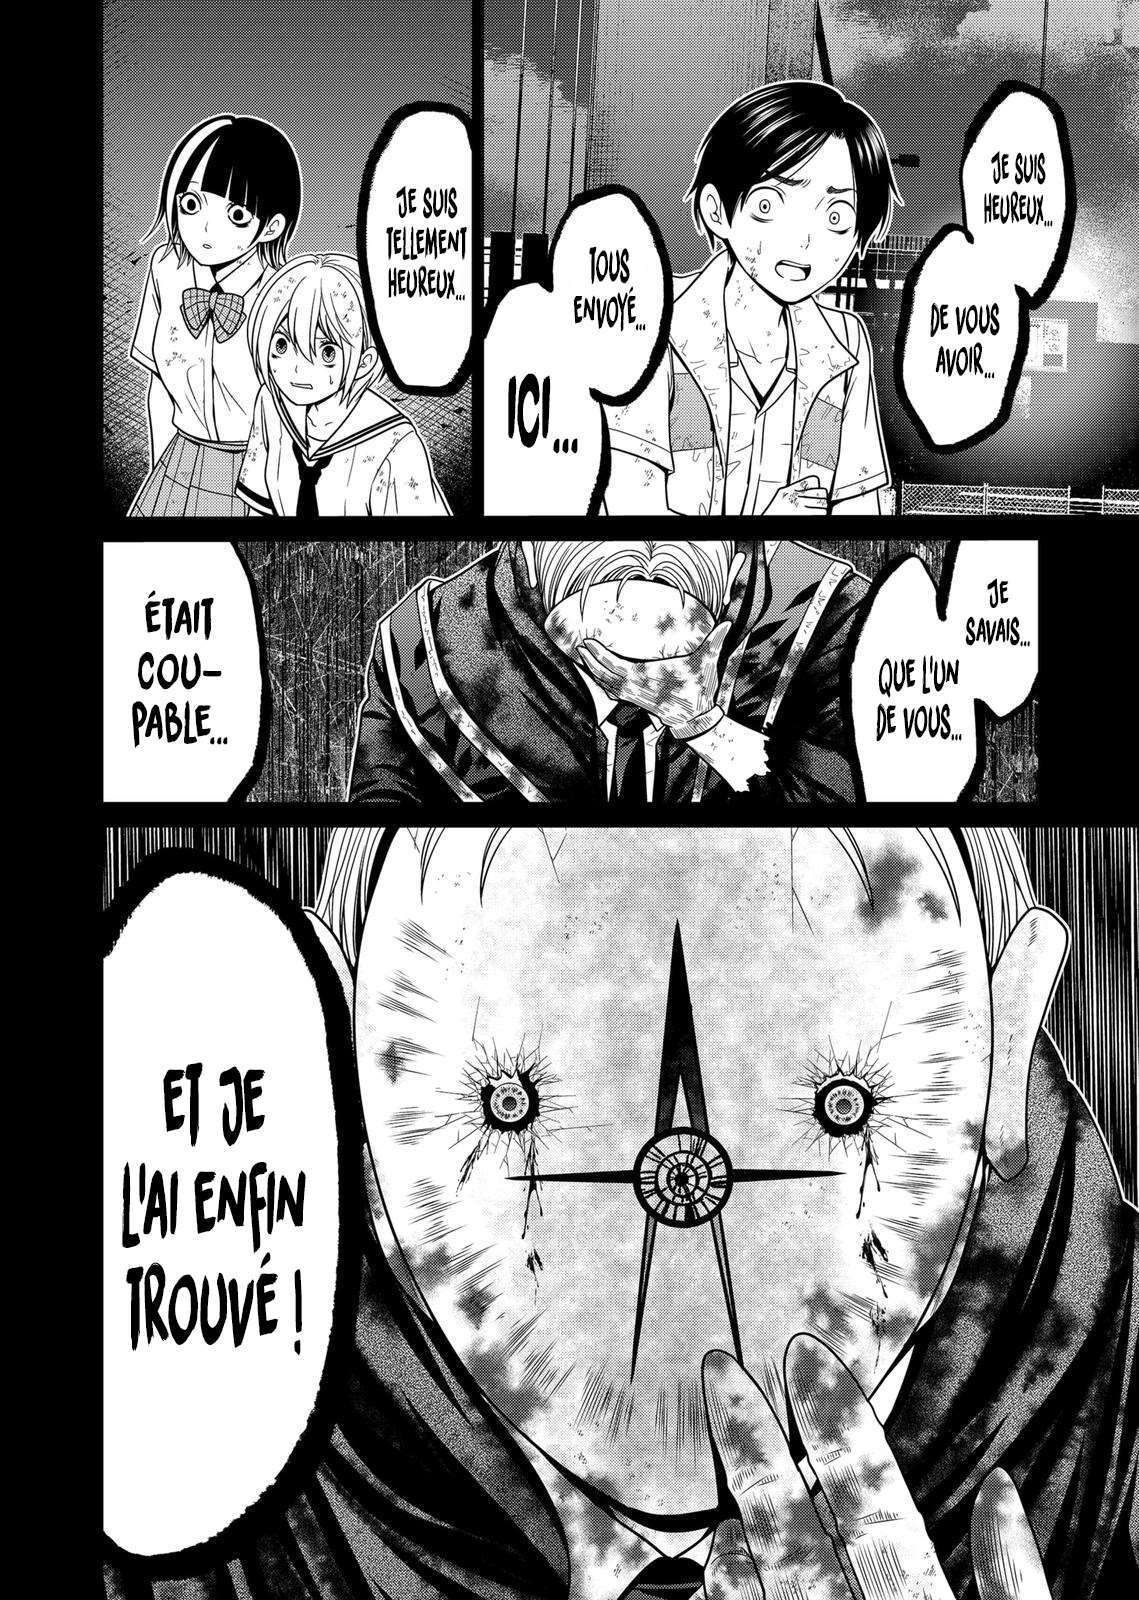 JE SUIS
HEUREUX...
DE VOUS
AVOIR...
TOUS
ENVOYÉ...
ICI...
JE SUIS
TELLEMENT
HEUREUX...
JE
SAVAIS...
QUE L'UN
DE VOUS...
ÉTAIT
COU-
PABLE...
ET JE
L'AI ENFIN
TROUVÉ !